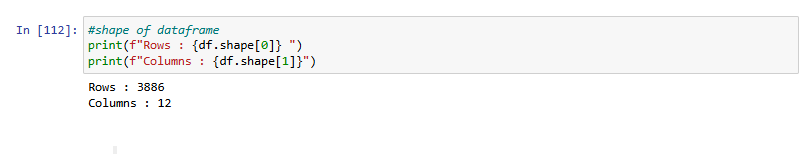 In [112]: #shape of dataframe
print(f"Rows : {df.shape[0]} ")
print(f"Columns : {df.shape[1]}")
Rows : 3886
Columns : 12